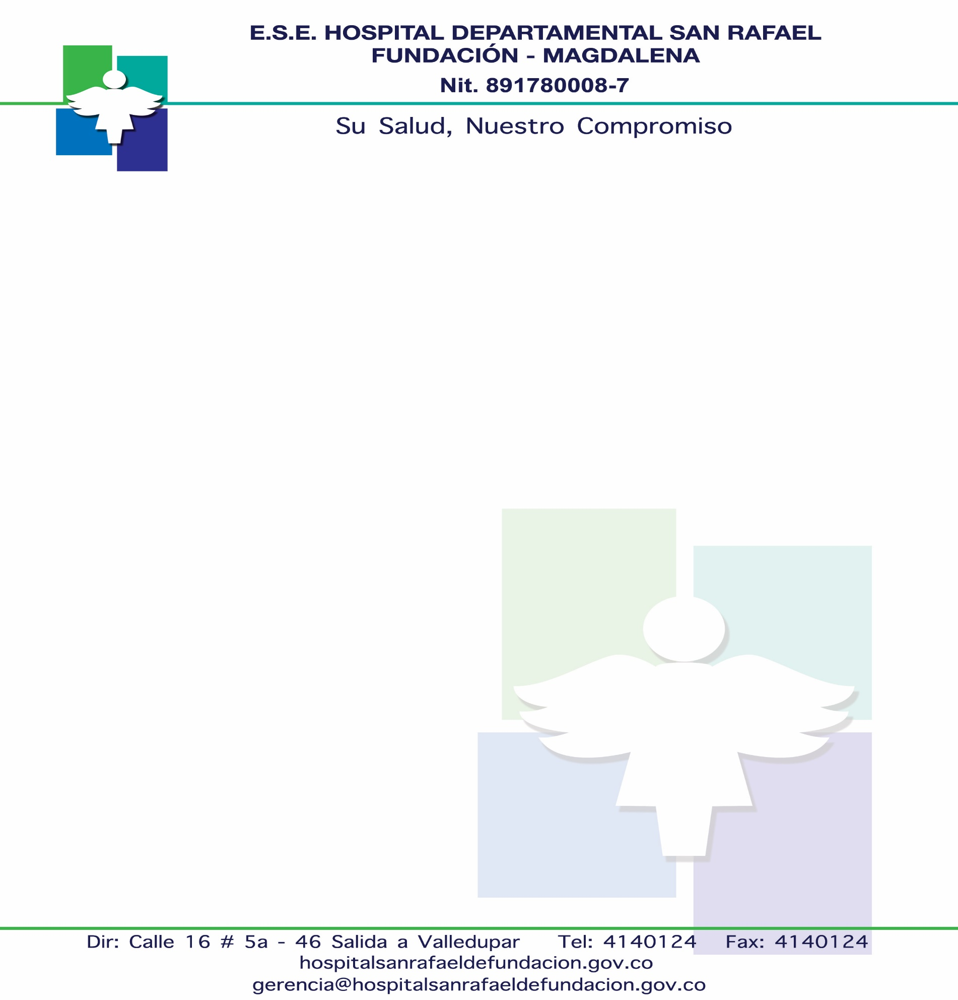 E.S.E. HOSPITAL DEPARTAMENTAL SAN RAFAEL
FUNDACIÓN - MAGDALENA
Nit. 891780008-7
Su Salud, Nuestro Compromiso
Dir: Calle 16 # 5a - 46 Salida a Valledupar Tel: 4140124 Fax: 4140124
hospitalsanrafaeldefundacion.gov.co
gerencia@hospitalsanrafaeldefundacion.gov.co